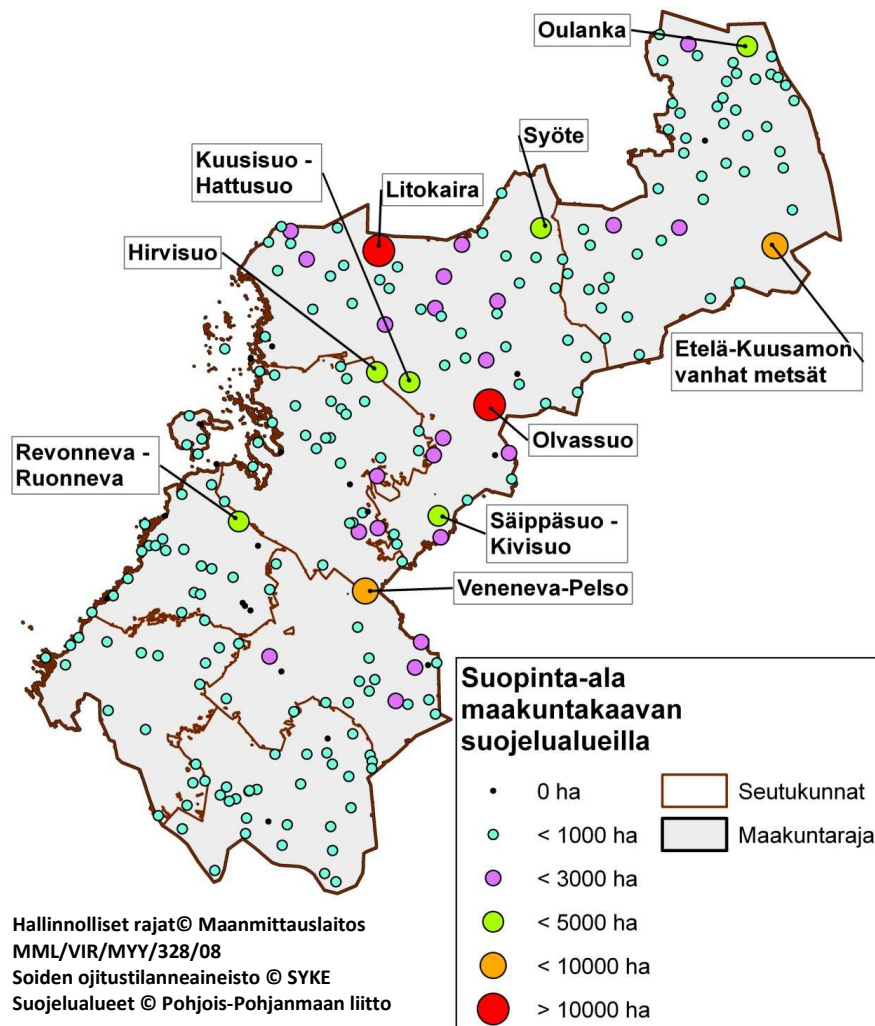 Oulanka
Syöte
Kuusisuo -
Hattusuo
Litokaira
Hirvisuo
Etelä-Kuusamon
vanhat metsät
Olvassuo
Revonneva -
Ruonneva
Säippäsuo -
Kivisuo
Veneneva-Pelso
Suopinta-ala
maakuntakaavan
suojelualueilla
0 ha
< 1000 ha
< 3000 ha
< 5000 ha
< 10000 ha
> 10000 ha
Seutukunnat
Maakuntaraja
Hallinnolliset rajat© Maanmittauslaitos
MML/VIR/MYY/328/08
Soiden ojitustilanneaineisto © SYKE
Suojelualueet © Pohjois-Pohjanmaan liitto